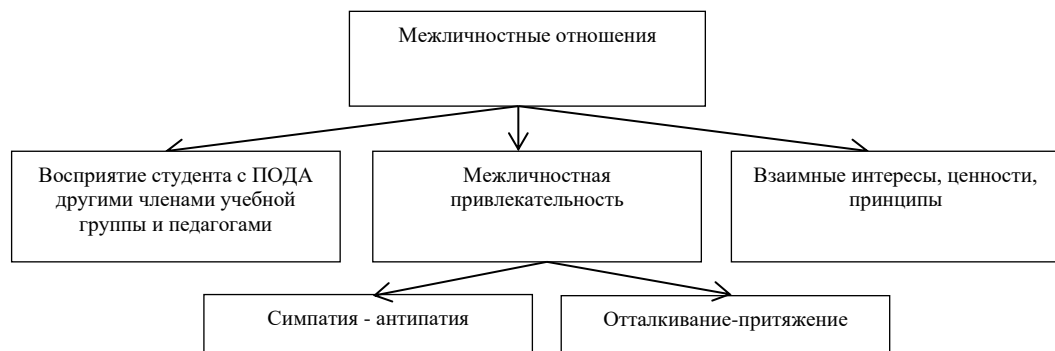 Межличностные отношения
Восприятие студента с ПОДА
другими членами учебной
группы и педагогами
Межличностная
привлекательность
Взаимные интересы, ценности,
принципы
Симпатия - антипатия
Отталкивание-притяжение